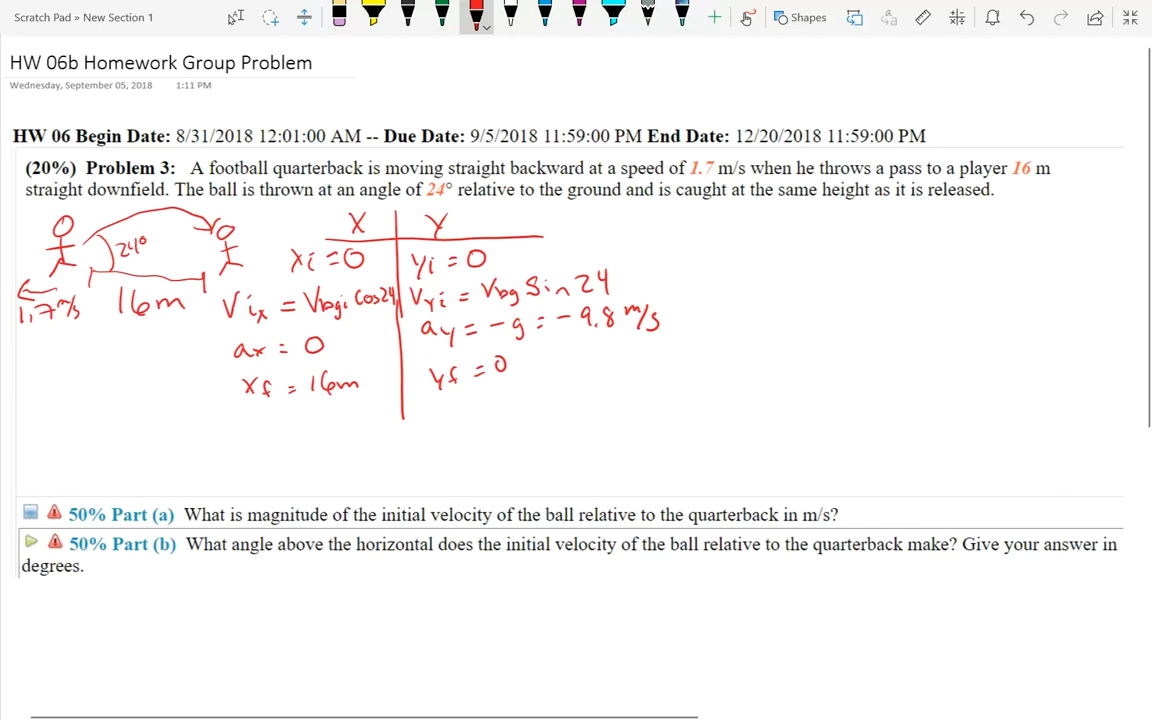 Scratch Pad » New Section 1
Shapes
HW 06b Homework Group Problem
Wednesday, September 05, 2018 1:11 PM
HW 06 Begin Date: 8/31/2018 12:01:00 AM -- Due Date: 9/5/2018 11:59:00 PM End Date: 12/20/2018 11:59:00 PM
(20%) Problem 3: A football quarterback is moving straight backward at a speed of 1.7 m/s when he throws a pass to a player 16 m
straight downfield. The ball is thrown at an angle of 24° relative to the ground and is caught at the same height as it is released.
X Y
24°
xi = 0 yi = 0
1.7 m/s 16m Vix = Vbgi cos24 Vyi = Vbg Sin 24
ay = -g = -9.8 m/s
ax = 0
xf = 16m yf = 0
50% Part (a) What is magnitude of the initial velocity of the ball relative to the quarterback in m/s?
50% Part (b) What angle above the horizontal does the initial velocity of the ball relative to the quarterback make? Give your answer in
degrees.